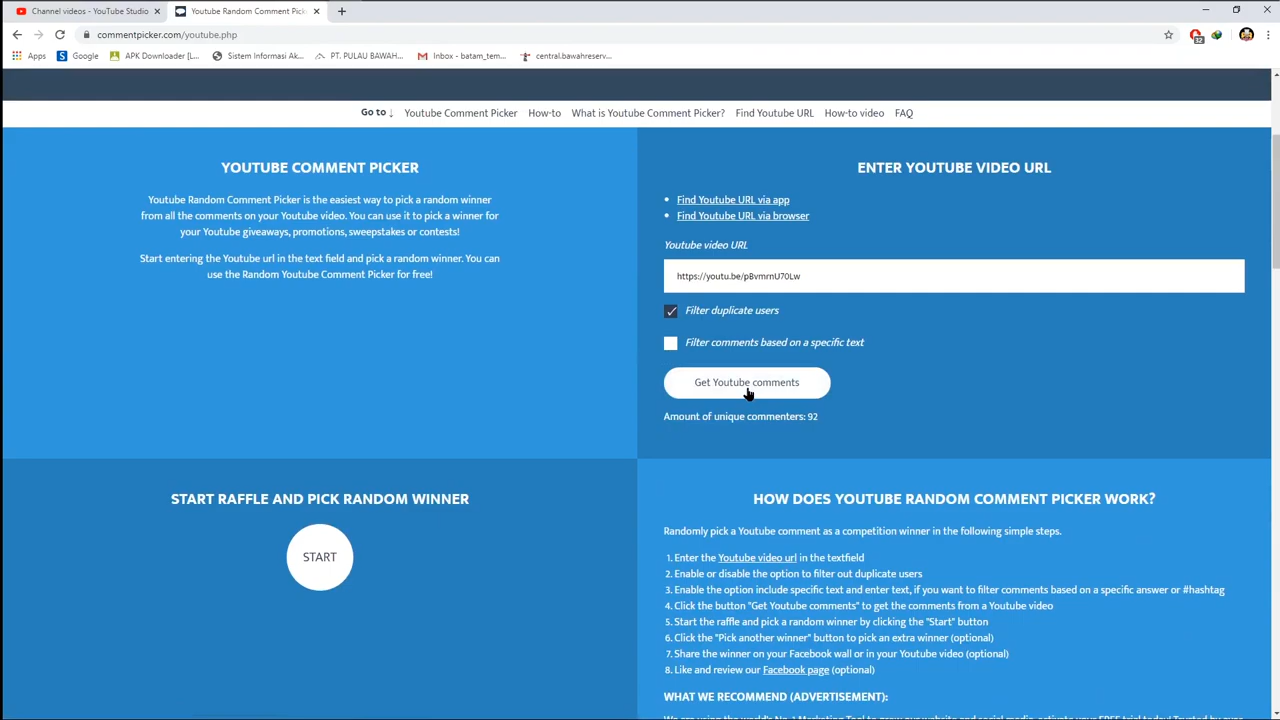 Channel videos - YouTube Studio
Youtube Random Comment Pick
commentpicker.com/youtube.php
Apps
Google
APK Downloader [L...
Sistem Informasi Ak...
PT. PULAU BAWAH...
Inbox - batam_tem...
central.bawahreserv...
Go to ↓
Youtube Comment Picker
How-to
What is Youtube Comment Picker?
Find Youtube URL
How-to video
FAQ
YOUTUBE COMMENT PICKER
Youtube Random Comment Picker is the easiest way to pick a random winner
from all the comments on your Youtube video. You can use it to pick a winner for
your Youtube giveaways, promotions, sweepstakes or contests!
Start entering the Youtube url in the text field and pick a random winner. You can
use the Random Youtube Comment Picker for free!
ENTER YOUTUBE VIDEO URL
• Find Youtube URL via app
• Find Youtube URL via browser
Youtube video URL
https://youtu.be/pBvmrnU70Lw
Filter duplicate users
Filter comments based on a specific text
Get Youtube comments
Amount of unique commenters: 92
START RAFFLE AND PICK RANDOM WINNER
START
HOW DOES YOUTUBE RANDOM COMMENT PICKER WORK?
Randomly pick a Youtube comment as a competition winner in the following simple steps.
1. Enter the Youtube video url in the textfield
2. Enable or disable the option to filter out duplicate users
3. Enable the option include specific text and enter text, if you want to filter comments based on a specific answer or #hashtag
4. Click the button "Get Youtube comments" to get the comments from a Youtube video
5. Start the raffle and pick a random winner by clicking the "Start" button
6. Click the "Pick another winner" button to pick an extra winner (optional)
7. Share the winner on your Facebook wall or in your Youtube video (optional)
8. Like and review our Facebook page (optional)
WHAT WE RECOMMEND (ADVERTISEMENT):